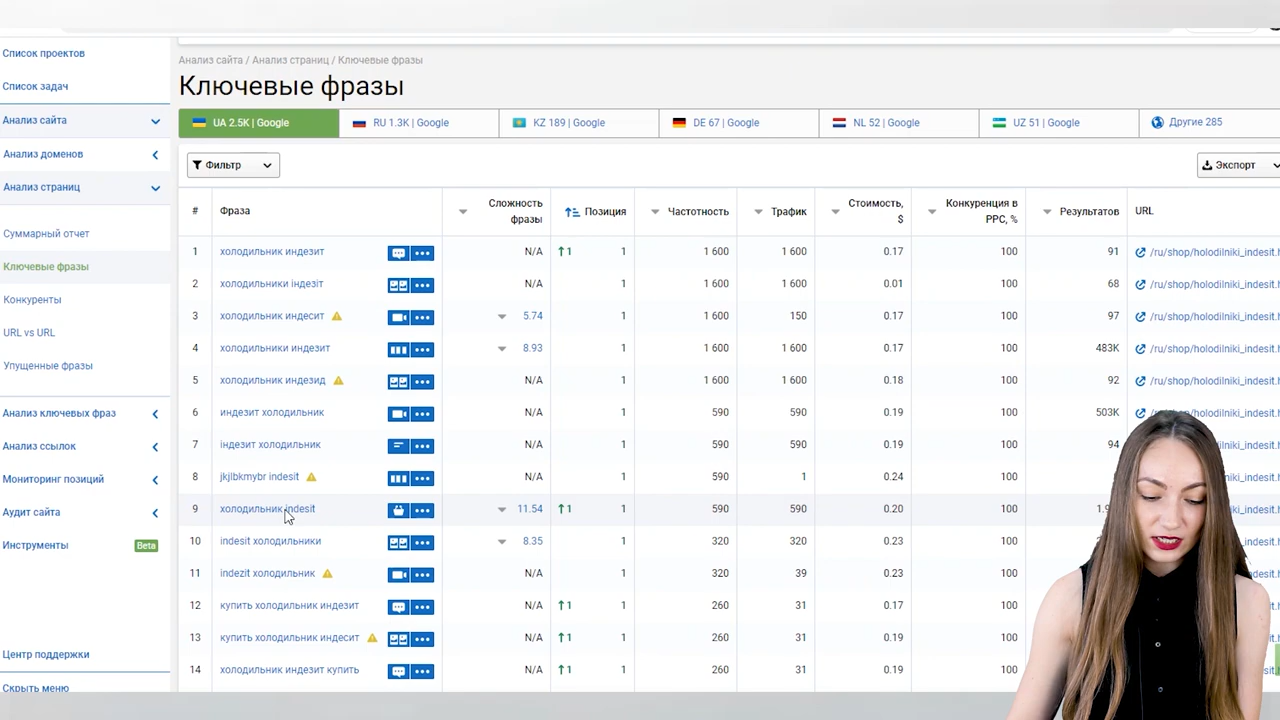 Список проектов
Список задач
Анализ сайта
Анализ доменов
Анализ страниц
Суммарный отчет
Ключевые фразы
Конкуренты
URL vs URL
Упущенные фразы
Анализ ключевых фраз
Анализ ссылок
Мониторинг позиций
Аудит сайта
Инструменты Beta
Центр поддержки
Скрыть меню
Анализ сайта / Анализ страниц / Ключевые фразы
Ключевые фразы
UA 2.5K | Google RU 1.3K | Google KZ 189 | Google DE 67 | Google NL 52 | Google UZ 51 | Google Другие 285
Фильтр Экспорт
# Фраза Сложность фразы Позиция Частотность Трафик Стоимость, $ Конкуренция в PPC, % Результатов URL
1 холодильник индезит N/A 1 1 1 600 1 600 0.17 100 91 /ru/shop/holodilniki_indesit.h
2 холодильники індезіт N/A 1 1 600 1 600 0.01 100 68 /ru/shop/holodilniki_indesit.h
3 холодильник индесит 5.74 1 1 600 150 0.17 100 97 /ru/shop/holodilniki_indesit.h
4 холодильники индезит 8.93 1 1 600 1 600 0.17 100 483K /ru/shop/holodilniki_indesit.h
5 холодильник индезид N/A 1 1 600 1 600 0.18 100 92 /ru/shop/holodilniki_indesit.h
6 индезит холодильник N/A 1 590 590 0.19 100 503K
7 індезит холодильник N/A 1 590 590 0.19 100 94 odilniki_indesit.h
8 jkjlbkmybr indesit N/A 1 590 1 0.24 100
9 холодильник indesit 11.54 1 1 590 590 0.20 100
10 indesit холодильники 8.35 1 320 320 0.23 100
11 indezit холодильник N/A 1 320 39 0.23 100
12 купить холодильник индезит N/A 1 1 260 31 0.17 100
13 купить холодильник индесит N/A 1 1 260 31 0.19 100
14 холодильник индезит купить N/A 1 1 260 31 0.19 100